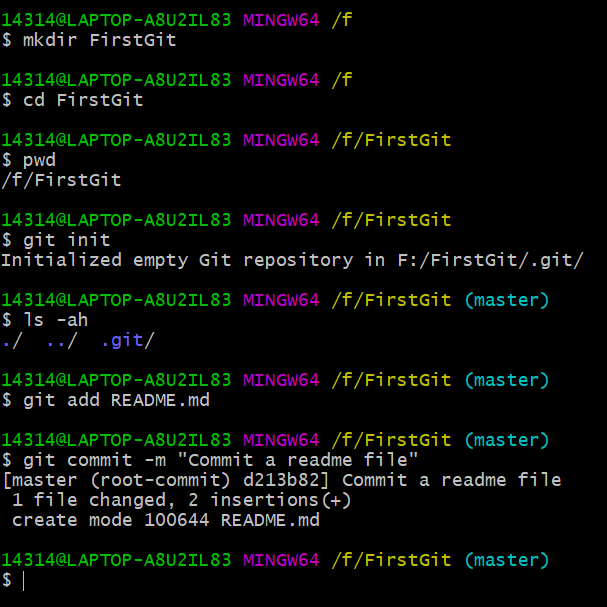 14314@LAPTOP-A8U2IL83 MINGW64 /f
$ mkdir FirstGit
14314@LAPTOP-A8U2IL83 MINGW64 /f
$ cd FirstGit
14314@LAPTOP-A8U2IL83 MINGW64 /f/FirstGit
$ pwd
/f/FirstGit
14314@LAPTOP-A8U2IL83 MINGW64 /f/FirstGit
$ git init
Initialized empty Git repository in F:/FirstGit/.git/
14314@LAPTOP-A8U2IL83 MINGW64 /f/FirstGit (master)
$ ls -ah
./  ../  .git/
14314@LAPTOP-A8U2IL83 MINGW64 /f/FirstGit (master)
$ git add README.md
14314@LAPTOP-A8U2IL83 MINGW64 /f/FirstGit (master)
$ git commit -m "Commit a readme file"
[master (root-commit) d213b82] Commit a readme file
 1 file changed, 2 insertions(+)
 create mode 100644 README.md
14314@LAPTOP-A8U2IL83 MINGW64 /f/FirstGit (master)
$